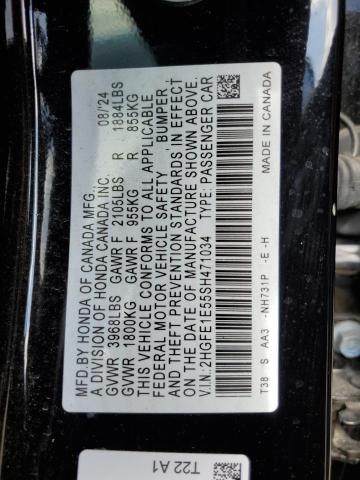 MFD.BY HONDA OF CANADA MFG.,
A DIVISION OF HONDA CANADA INC. 08/'24
GVWR 3968LBS GAWR F 2105LBS R 1884LBS
GVWR 1800KG GAWR F 955KG R 855KG
THIS VEHICLE CONFORMS TO ALL APPLICABLE
FEDERAL MOTOR VEHICLE SAFETY , BUMPER, AND
THEFT PREVENTION STANDARDS IN EFFECT
ON THE DATE OF MANUFACTURE SHOWN ABOVE.
V.I.N:2HGFE1E55SH471034 TYPE: PASSENGER CAR
T38 S AA3 -NH731P -E -H MADE IN CANADA
T22 A1